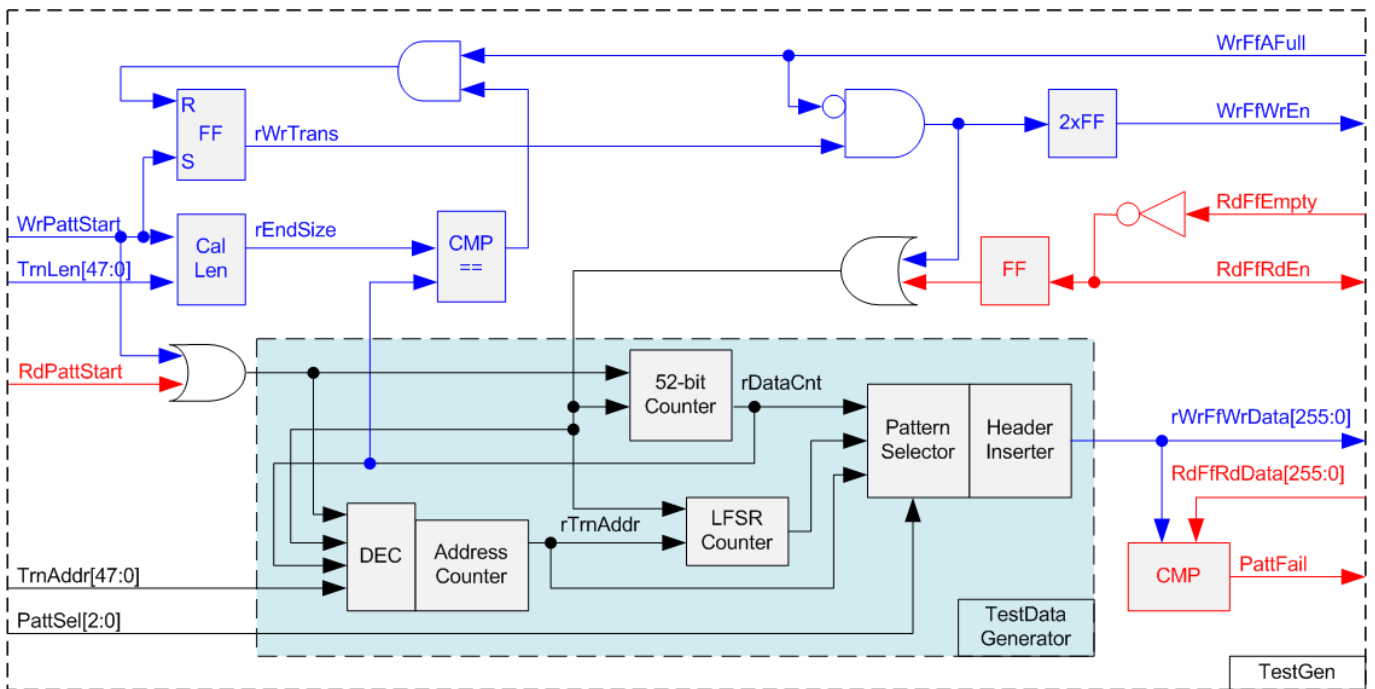 WrFfAFull
R
FF
S
rWrTrans
2xFF
WrFfWrEn
WrPattStart
TrnLen[47:0]
Cal
Len
rEndSize
CMP
==
FF
RdFfEmpty
RdFfRdEn
RdPattStart
52-bit
Counter
rDataCnt
Pattern
Selector
Header
Inserter
rWrFfWrData[255:0]
RdFfRdData[255:0]
DEC
Address
Counter
rTrnAddr
LFSR
Counter
CMP
PattFail
TrnAddr[47:0]
PattSel[2:0]
TestData
Generator
TestGen